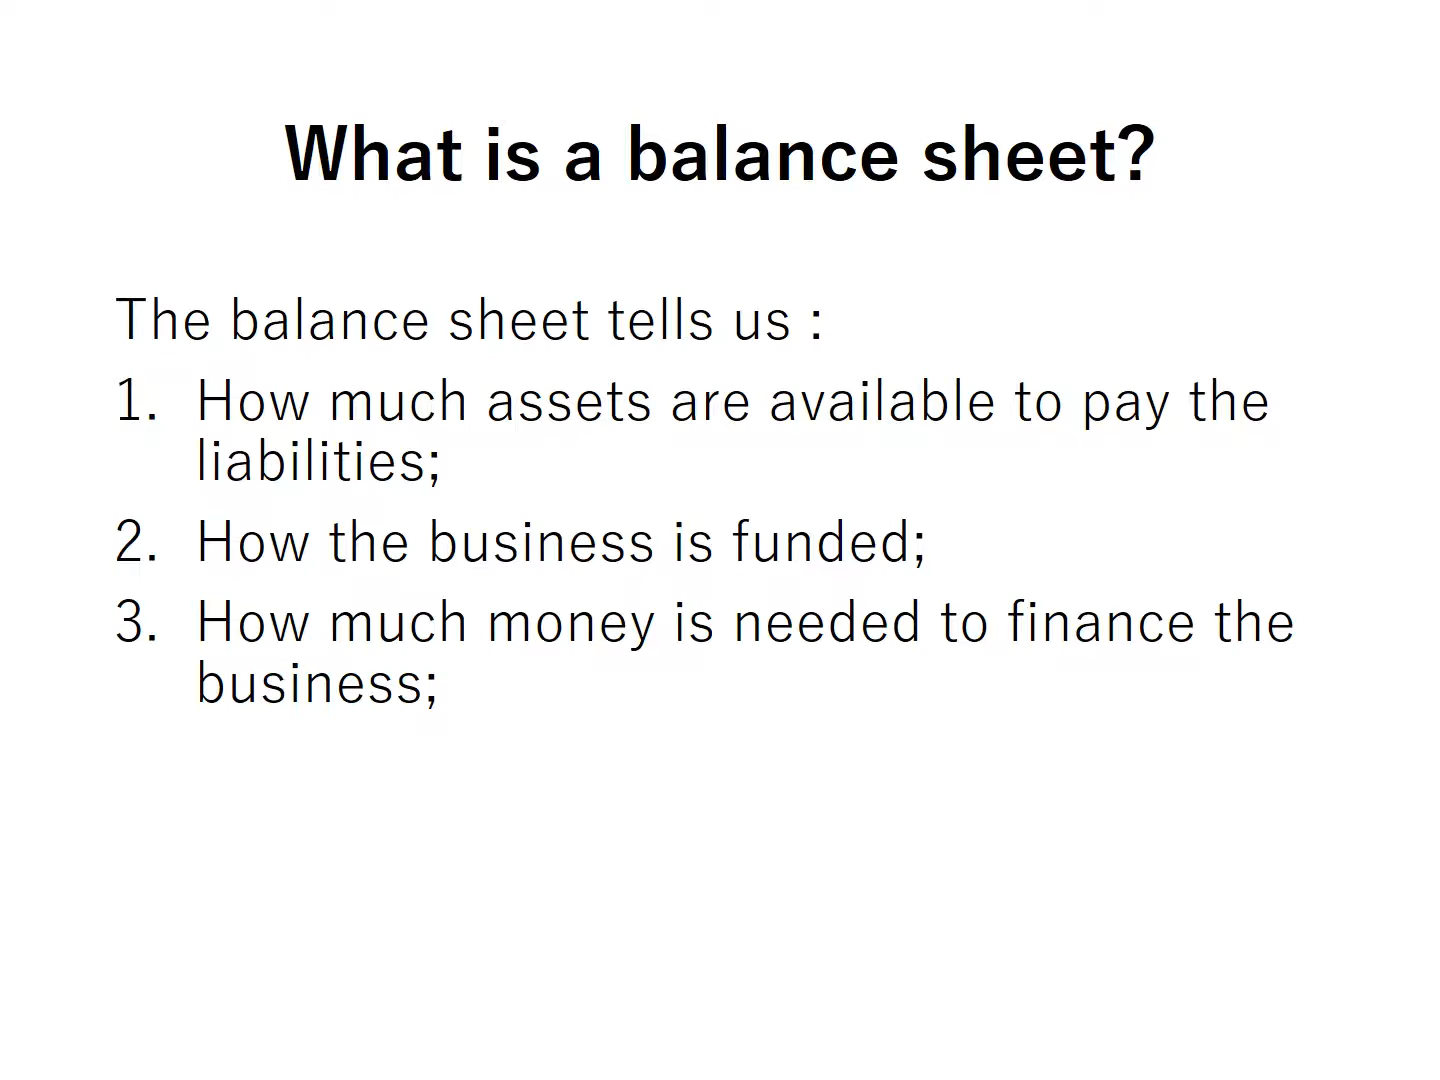 What is a balance sheet?
The balance sheet tells us :
1. How much assets are available to pay the
liabilities;
2. How the business is funded;
3. How much money is needed to finance the
business;